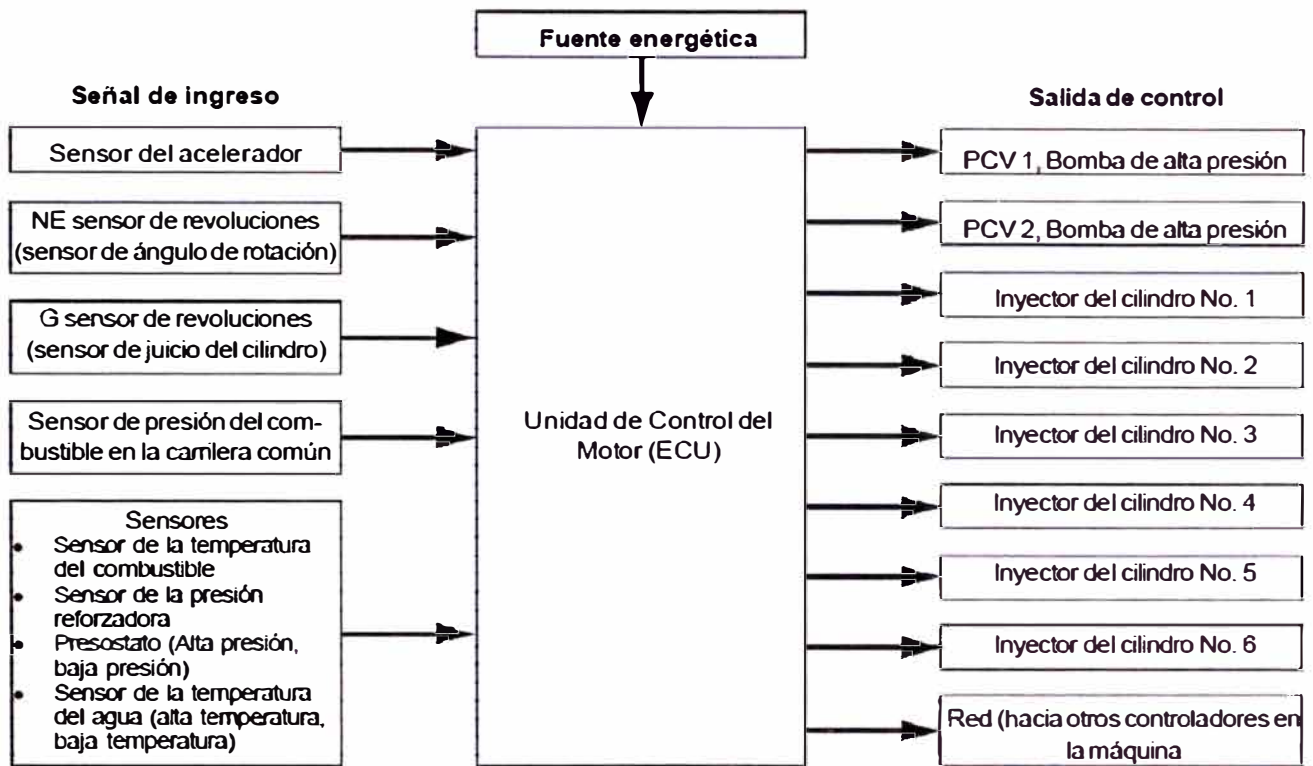 Fuente energética
Señal de ingreso
Sensor del acelerador
NE sensor de revoluciones
(sensor de ángulo de rotación)
G sensor de revoluciones
(sensor de juicio del cilindro)
Sensor de presión del com-
bustible en la carrilera común
Sensores
• Sensor de la temperatura
del combustible
• Sensor de la presión
reforzadora
• Presostato (Alta presión,
baja presión)
• Sensor de la temperatura
del agua (alta temperatura,
baja temperatura)
Unidad de Control del
Motor (ECU)
Salida de control
PCV 1, Bomba de alta presión
PCV 2, Bomba de alta presión
Inyector del cilindro No. 1
Inyector del cilindro No. 2
Inyector del cilindro No. 3
Inyector del cilindro No. 4
Inyector del cilindro No. 5
Inyector del cilindro No. 6
Red (hacia otros controladores en
la máquina